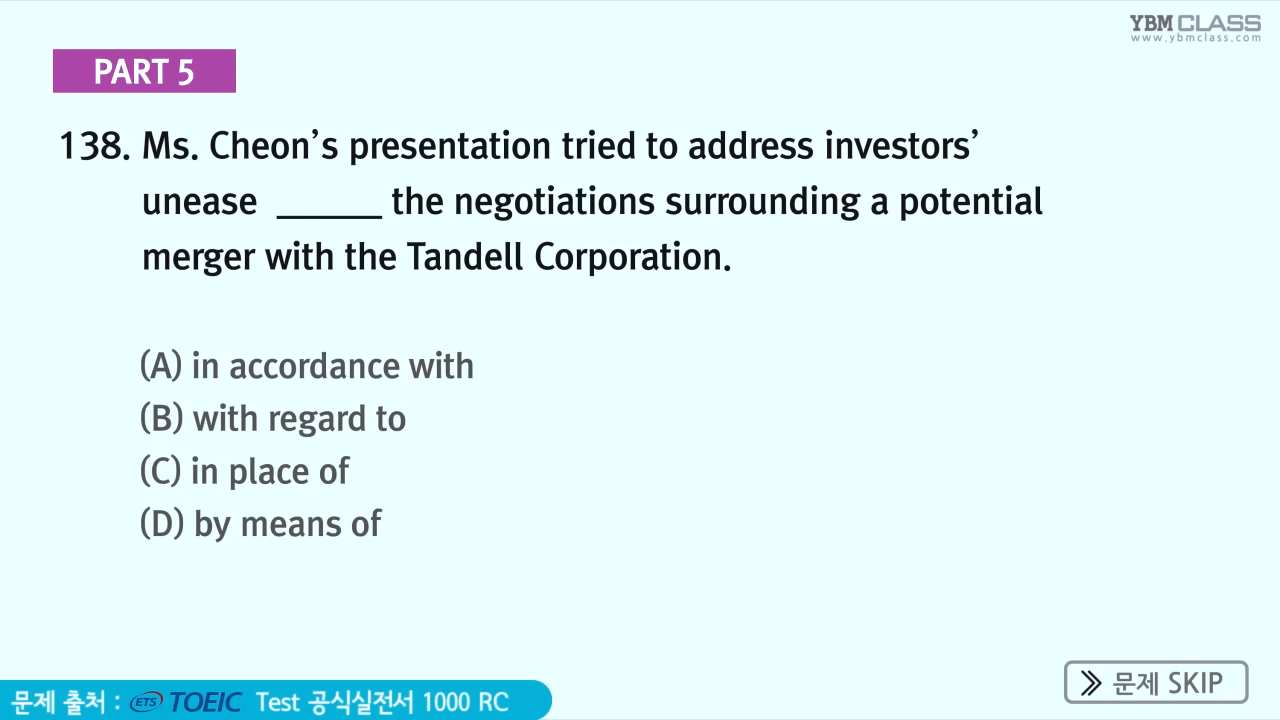 YBM CLASS
www.ybmclass.com
PART 5
138. Ms. Cheon’s presentation tried to address investors’
unease ______ the negotiations surrounding a potential
merger with the Tandell Corporation.
(A) in accordance with
(B) with regard to
(C) in place of
(D) by means of
문제 SKIP
문제 출처 : ETS TOEIC Test 공식실전서 1000 RC